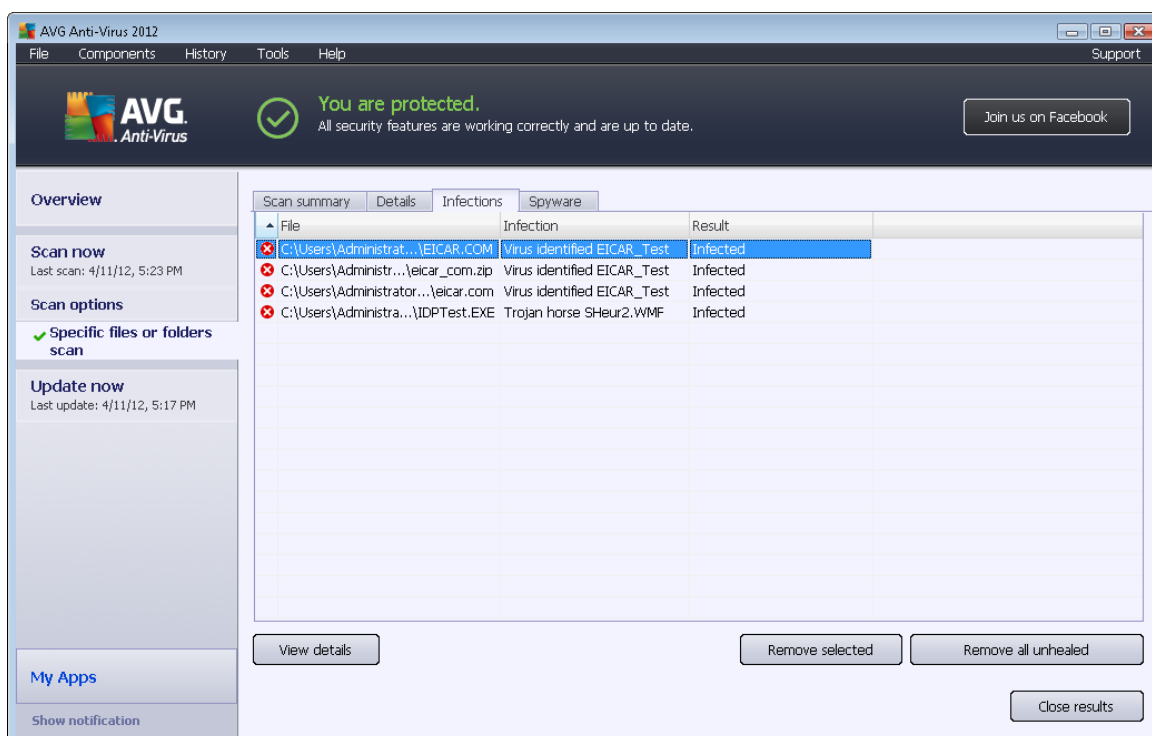 AVG Anti-Virus 2012
File Components History Tools Help Support
AVG.
Anti-Virus
You are protected.
All security features are working correctly and are up to date.
Join us on Facebook
Overview
Scan now
Last scan: 4/11/12, 5:23 PM
Scan options
Specific files or folders
scan
Update now
Last update: 4/11/12, 5:17 PM
My Apps
Show notification
Scan summary Details Infections Spyware
File Infection Result
C:\Users\Administrat...\EICAR.COM Virus identified EICAR_Test Infected
C:\Users\Administr...\eicar_com.zip Virus identified EICAR_Test Infected
C:\Users\Administrator...\eicar.com Virus identified EICAR_Test Infected
C:\Users\Administra...\IDPTest.EXE Trojan horse SHeur2.WMF Infected
View details Remove selected Remove all unhealed
Close results